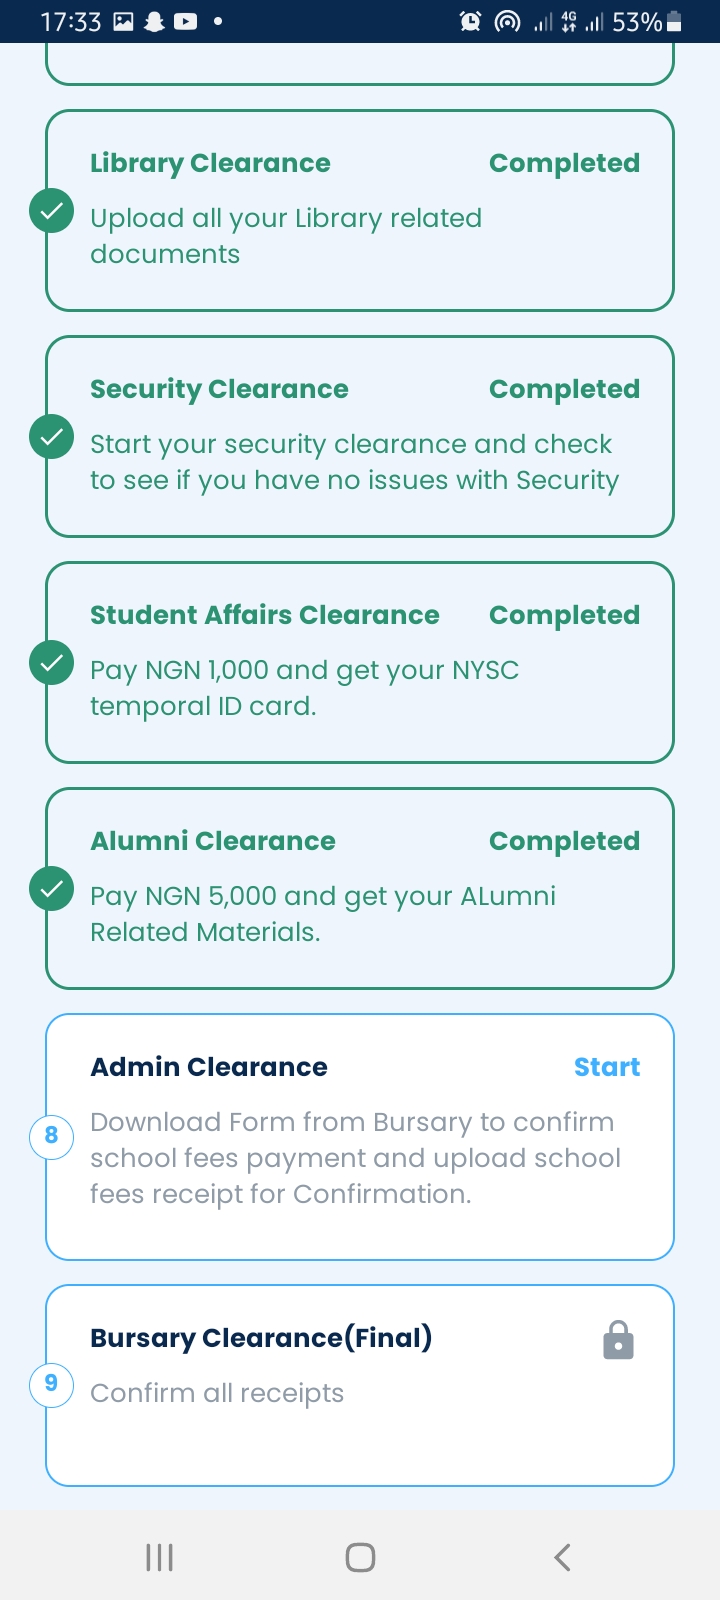 17:33 4G 53%
Library Clearance Completed
Upload all your Library related
documents
Security Clearance Completed
Start your security clearance and check
to see if you have no issues with Security
Student Affairs Clearance Completed
Pay NGN 1,000 and get your NYSC
temporal ID card.
Alumni Clearance Completed
Pay NGN 5,000 and get your ALumni
Related Materials.
Admin Clearance Start
8
Download Form from Bursary to confirm
school fees payment and upload school
fees receipt for Confirmation.
Bursary Clearance(Final)
9
Confirm all receipts